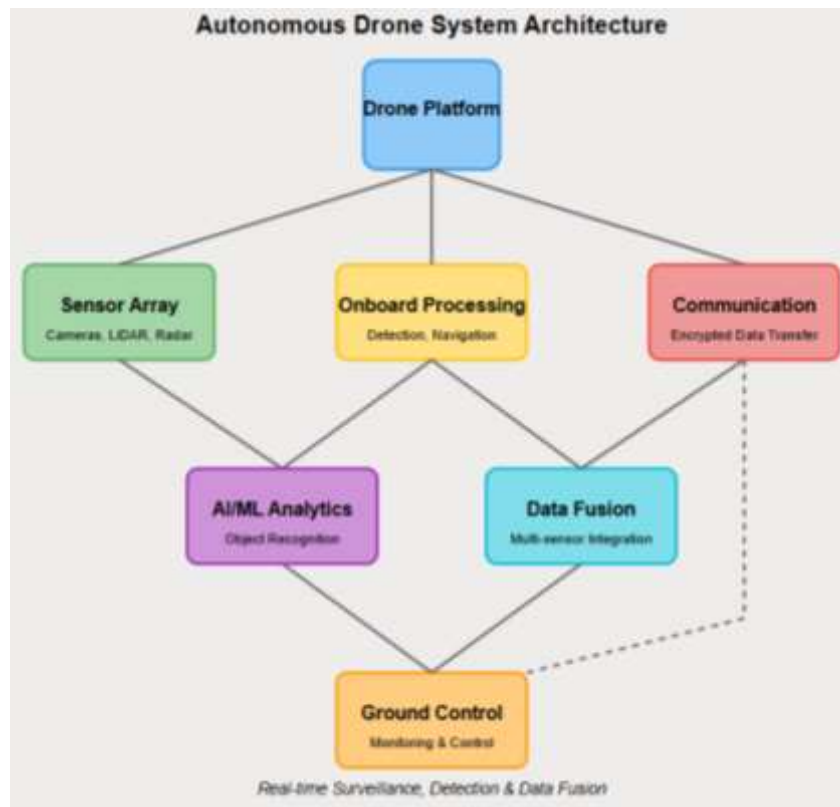 Autonomous Drone System Architecture
Drone Platform
Sensor Array
Cameras, LIDAR, Radar
Onboard Processing
Detection, Navigation
Communication
Encrypted Data Transfer
AI/ML Analytics
Object Recognition
Data Fusion
Multi-sensor Integration
Ground Control
Monitoring & Control
Real-time Surveillance, Detection & Data Fusion